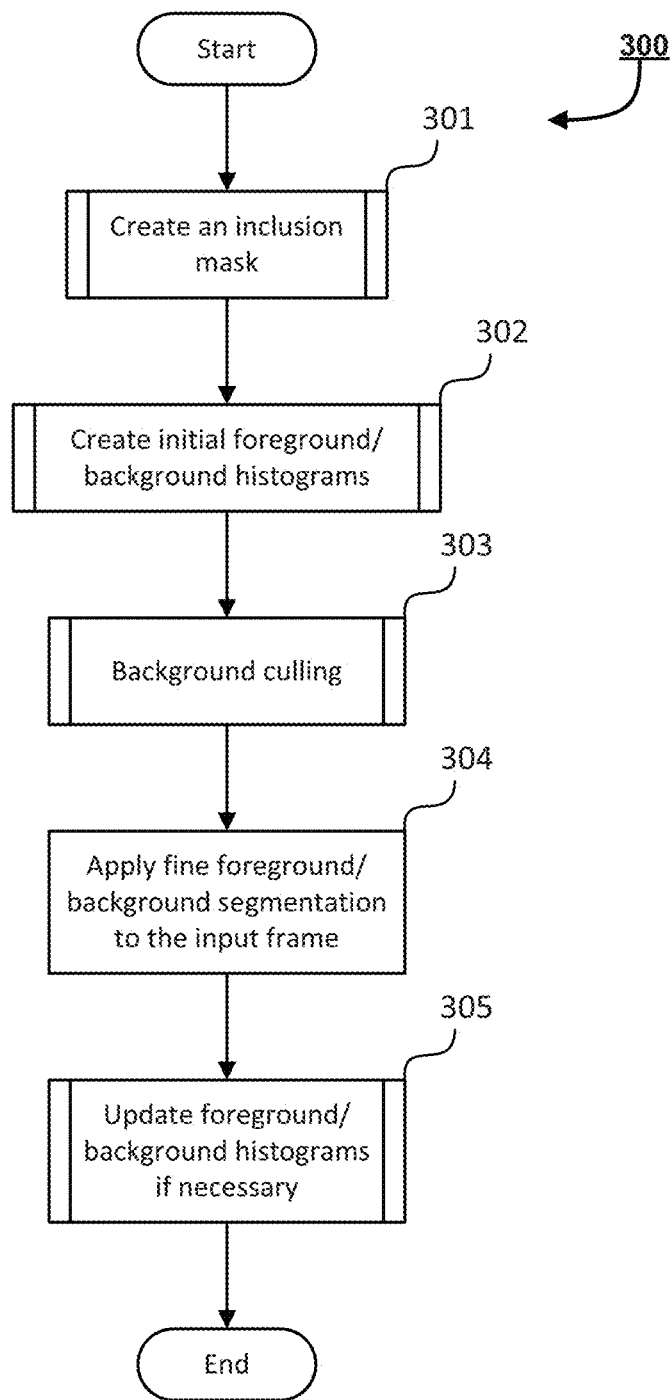 Start
300
301
Create an inclusion
mask
302
Create initial foreground/
background histograms
303
Background culling
304
Apply fine foreground/
background segmentation
to the input frame
305
Update foreground/
background histograms
if necessary
End